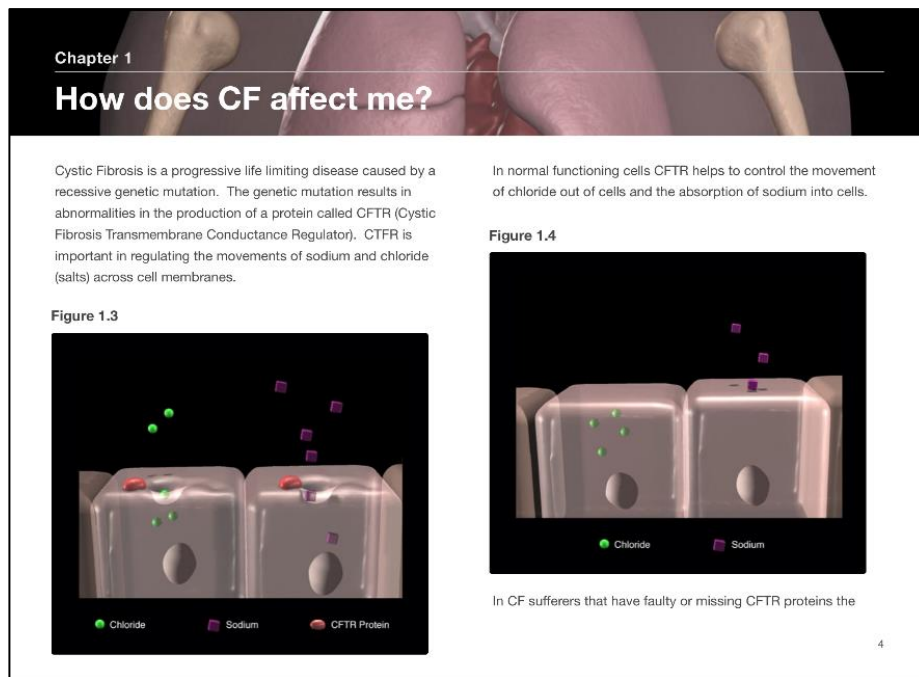 Chapter 1
How does CF affect me?
Cystic Fibrosis is a progressive life limiting disease caused by a
recessive genetic mutation. The genetic mutation results in
abnormalities in the production of a protein called CFTR (Cystic
Fibrosis Transmembrane Conductance Regulator). CTFR is
important in regulating the movements of sodium and chloride
(salts) across cell membranes.
Figure 1.3
Chloride
Sodium
CFTR Protein
In normal functioning cells CFTR helps to control the movement
of chloride out of cells and the absorption of sodium into cells.
Figure 1.4
Chloride
Sodium
In CF sufferers that have faulty or missing CFTR proteins the
4